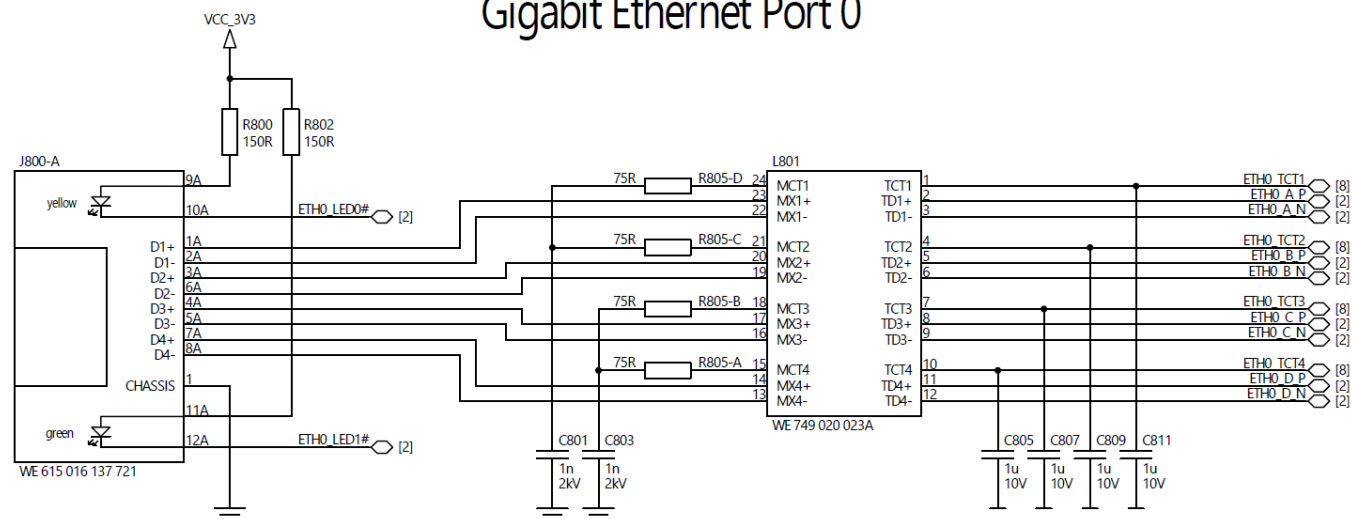 Gigabit Ethernet Port 0
VCC_3V3
R800
150R
R802
150R
J800-A
yellow
9A
10A
ETH0_LED0#
[2]
D1+ 1A
D1- 2A
D2+ 3A
D2- 6A
D3+ 4A
D3- 5A
D4+ 7A
D4- 8A
CHASSIS 1
11A
green
12A
ETH0_LED1#
[2]
WE 615 016 137 721
75R R805-D
75R R805-C
75R R805-B
75R R805-A
C801
1n
2kV
C803
1n
2kV
L801
24 MCT1 TCT1 1 ETH0_TCT1 [8]
23 MX1+ TD1+ 2 ETH0_A_P [2]
22 MX1- TD1- 3 ETH0_A_N [2]
21 MCT2 TCT2 4 ETH0_TCT2 [8]
20 MX2+ TD2+ 5 ETH0_B_P [2]
19 MX2- TD2- 6 ETH0_B_N [2]
18 MCT3 TCT3 7 ETH0_TCT3 [8]
17 MX3+ TD3+ 8 ETH0_C_P [2]
16 MX3- TD3- 9 ETH0_C_N [2]
15 MCT4 TCT4 10 ETH0_TCT4 [8]
14 MX4+ TD4+ 11 ETH0_D_P [2]
13 MX4- TD4- 12 ETH0_D_N [2]
WE 749 020 023A
C805
1u
10V
C807
1u
10V
C809
1u
10V
C811
1u
10V